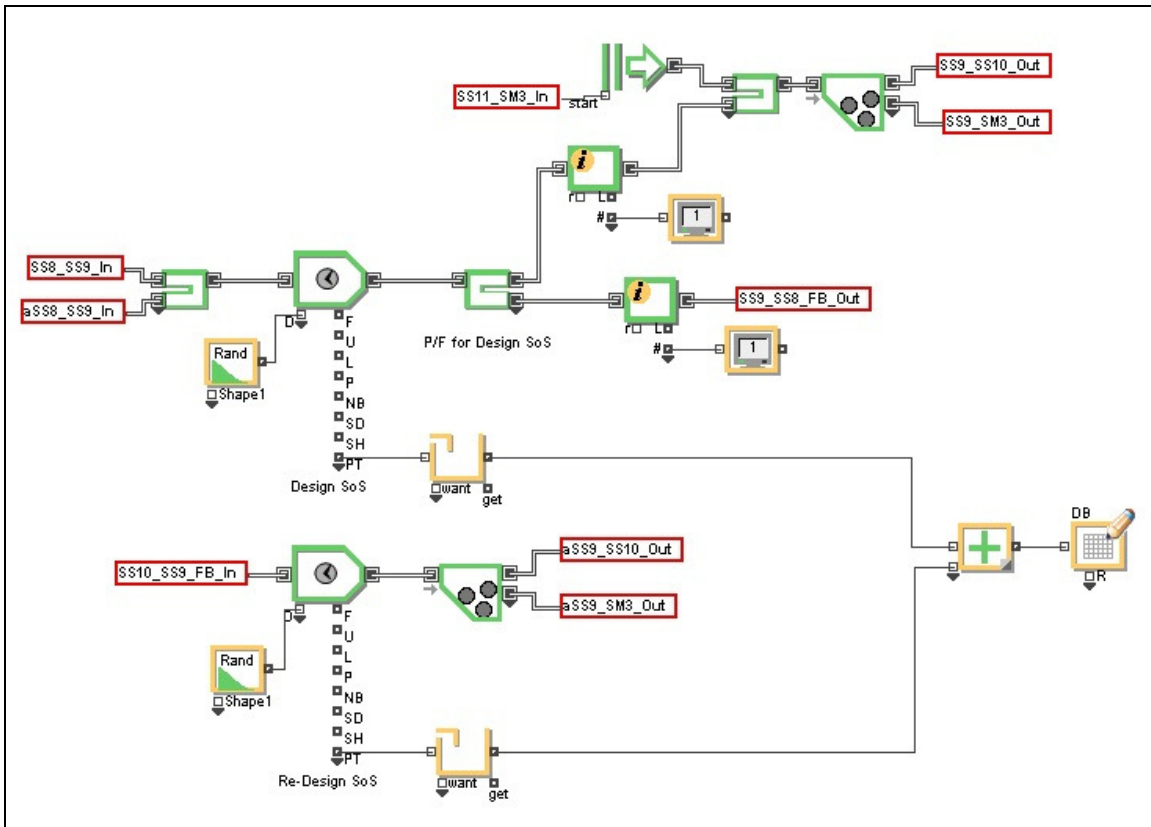 SS11_SM3_In
start
SS9_SS10_Out
SS9_SM3_Out
r
L
#
1
SS8_SS9_In
aSS8_SS9_In
D
F
U
L
P
NB
SD
SH
PT
Rand
Shape1
P/F for Design SoS
r
L
#
1
SS9_SS8_FB_Out
Design SoS
want
get
DB
R
SS10_SS9_FB_In
D
F
U
L
P
NB
SD
SH
PT
Rand
Shape1
aSS9_SS10_Out
aSS9_SM3_Out
Re-Design SoS
want
get